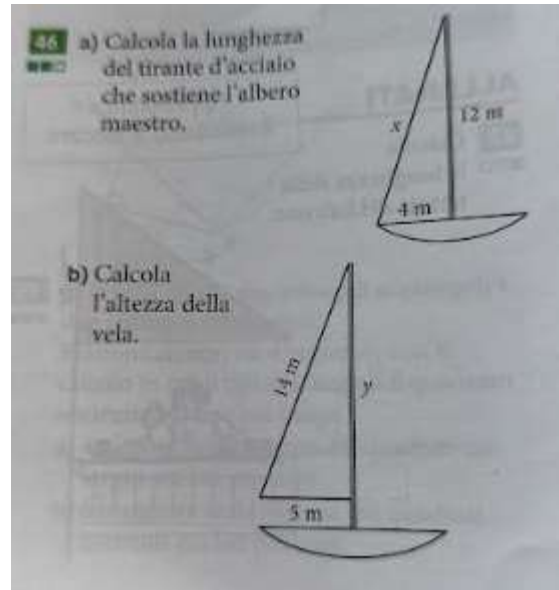 46 a) Calcola la lunghezza
del tirante d'acciaio
che sostiene l'albero
maestro.
x
12 m
4 m
b) Calcola
l'altezza della
vela.
14 m
y
5 m